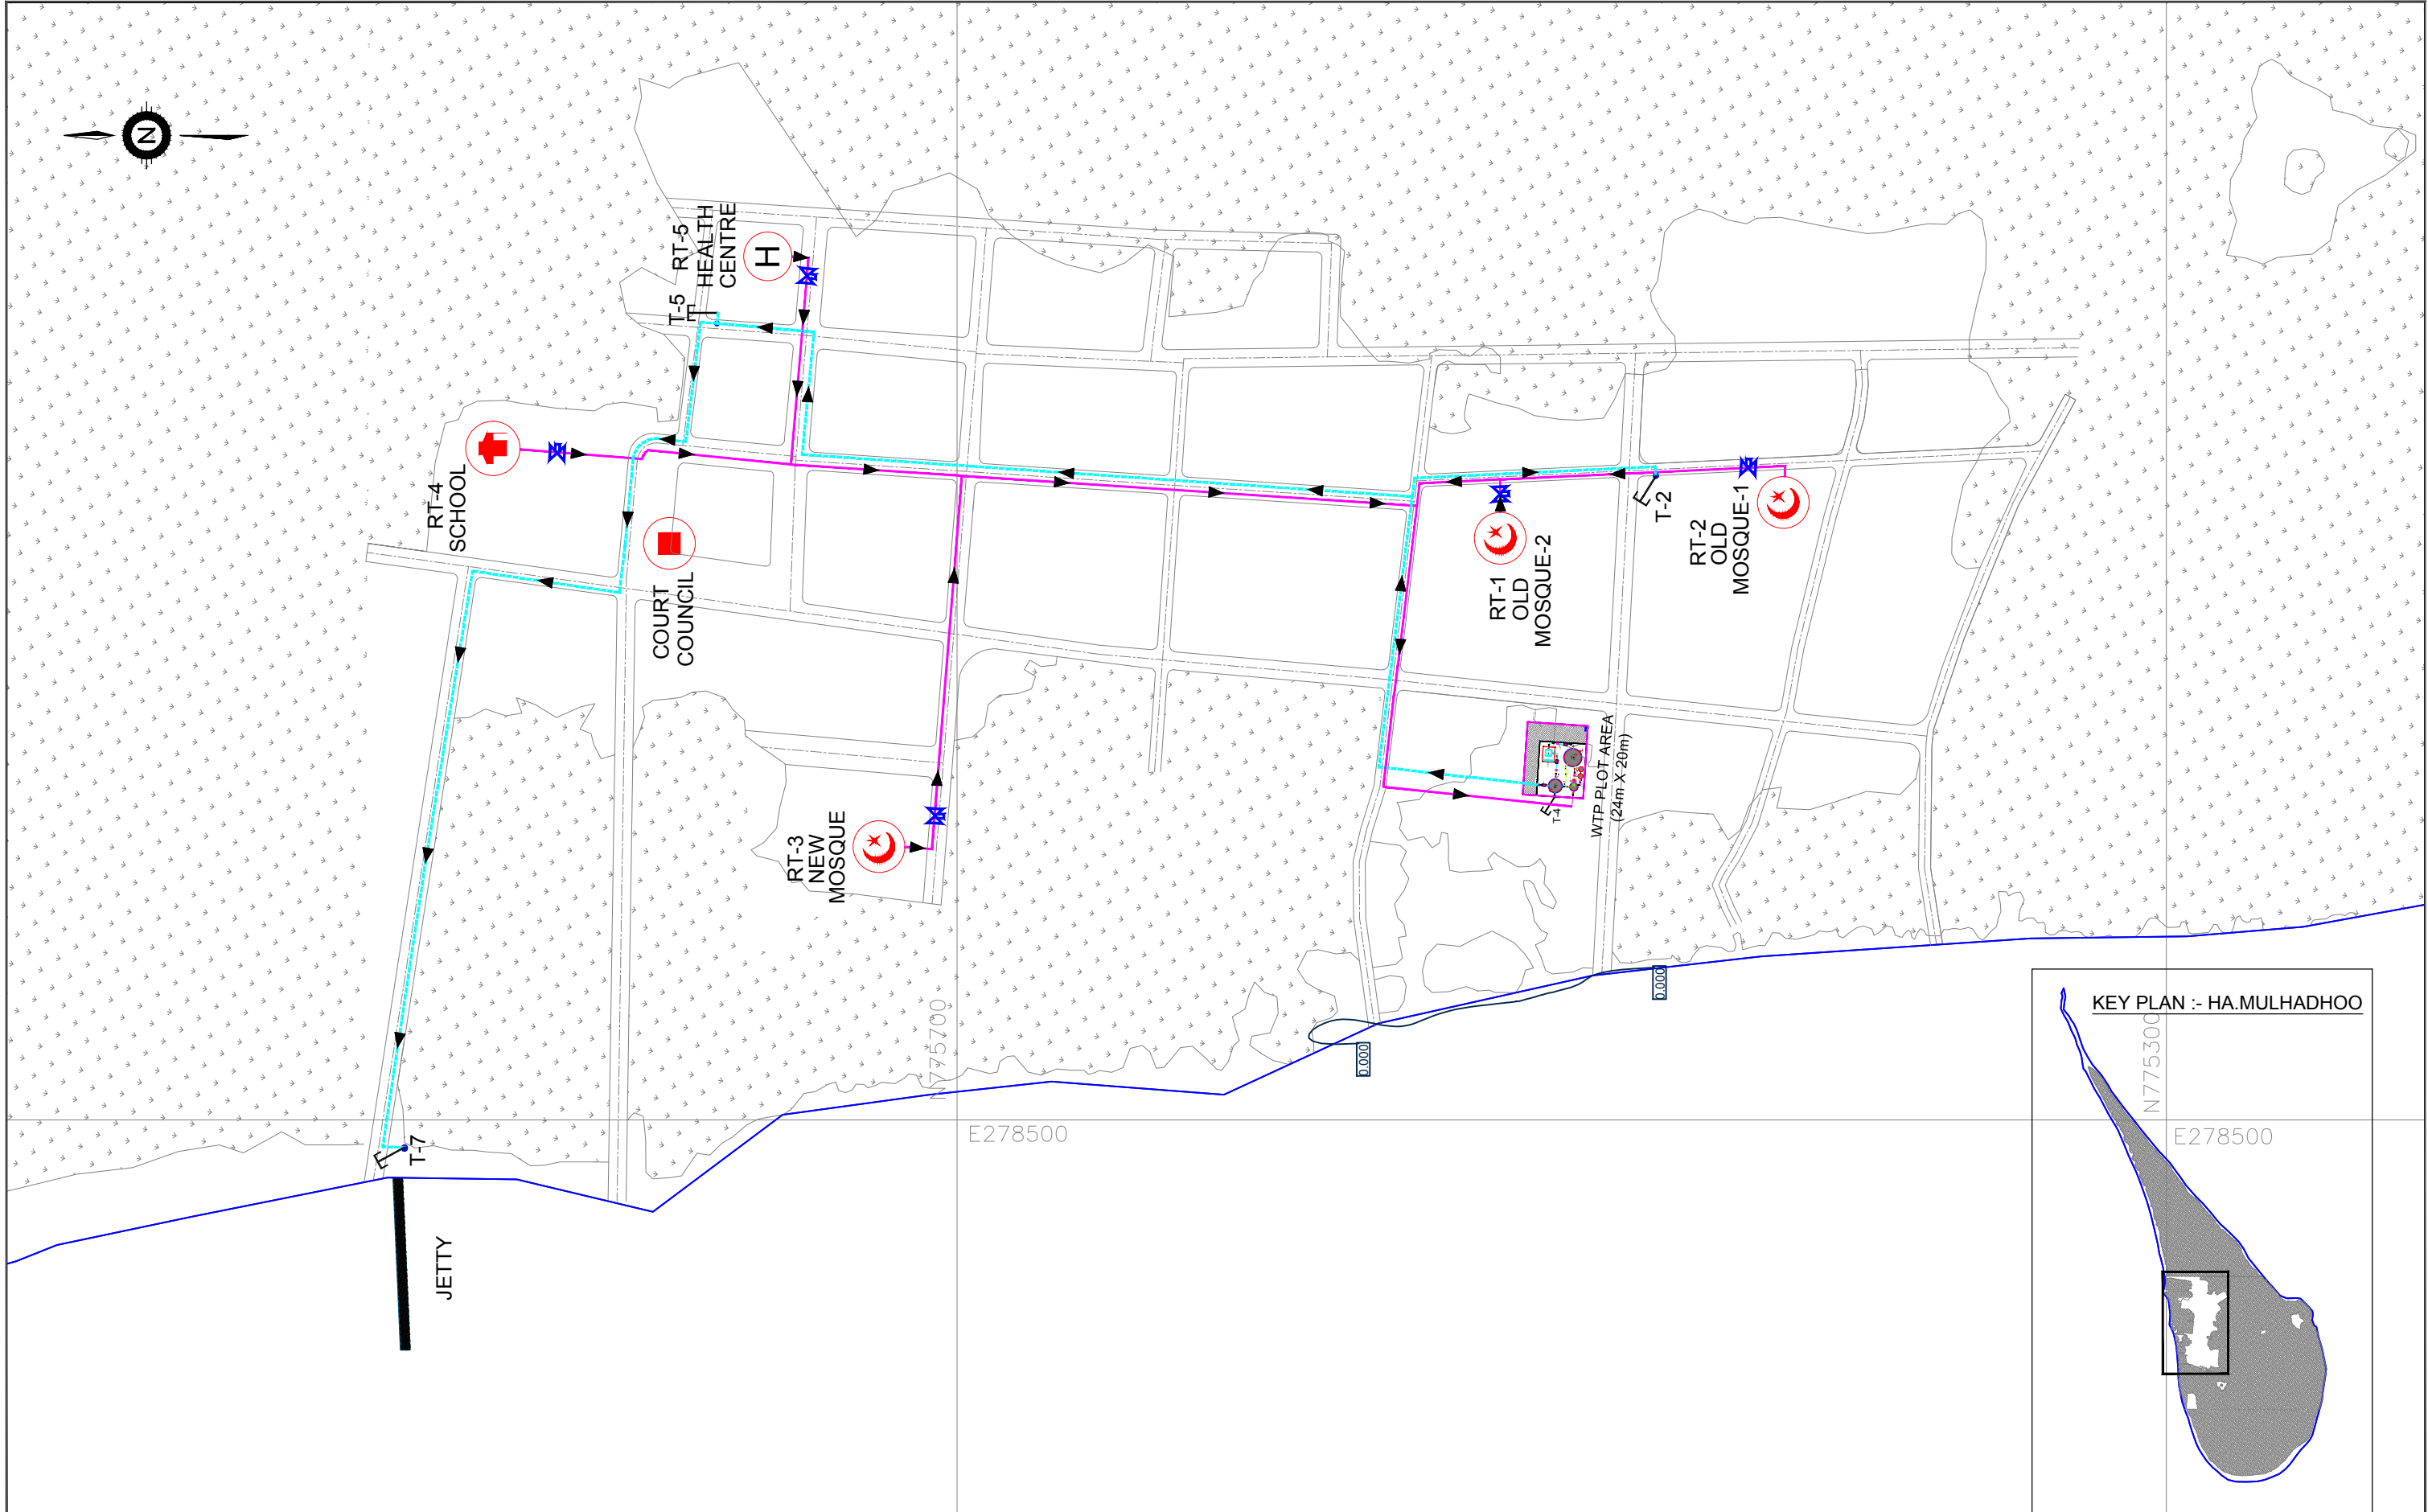 N
RT-5
HEALTH
CENTRE
H
T-5
RT-4
SCHOOL
COURT
COUNCIL
RT-3
NEW
MOSQUE
RT-1
OLD
MOSQUE-2
T-2
RT-2
OLD
MOSQUE-1
T-4
WTP PLOT AREA
(24m X 20m)
0.000
0.000
N775700
E278500
T-7
JETTY
KEY PLAN :- HA.MULHADHOO
N775300
E278500